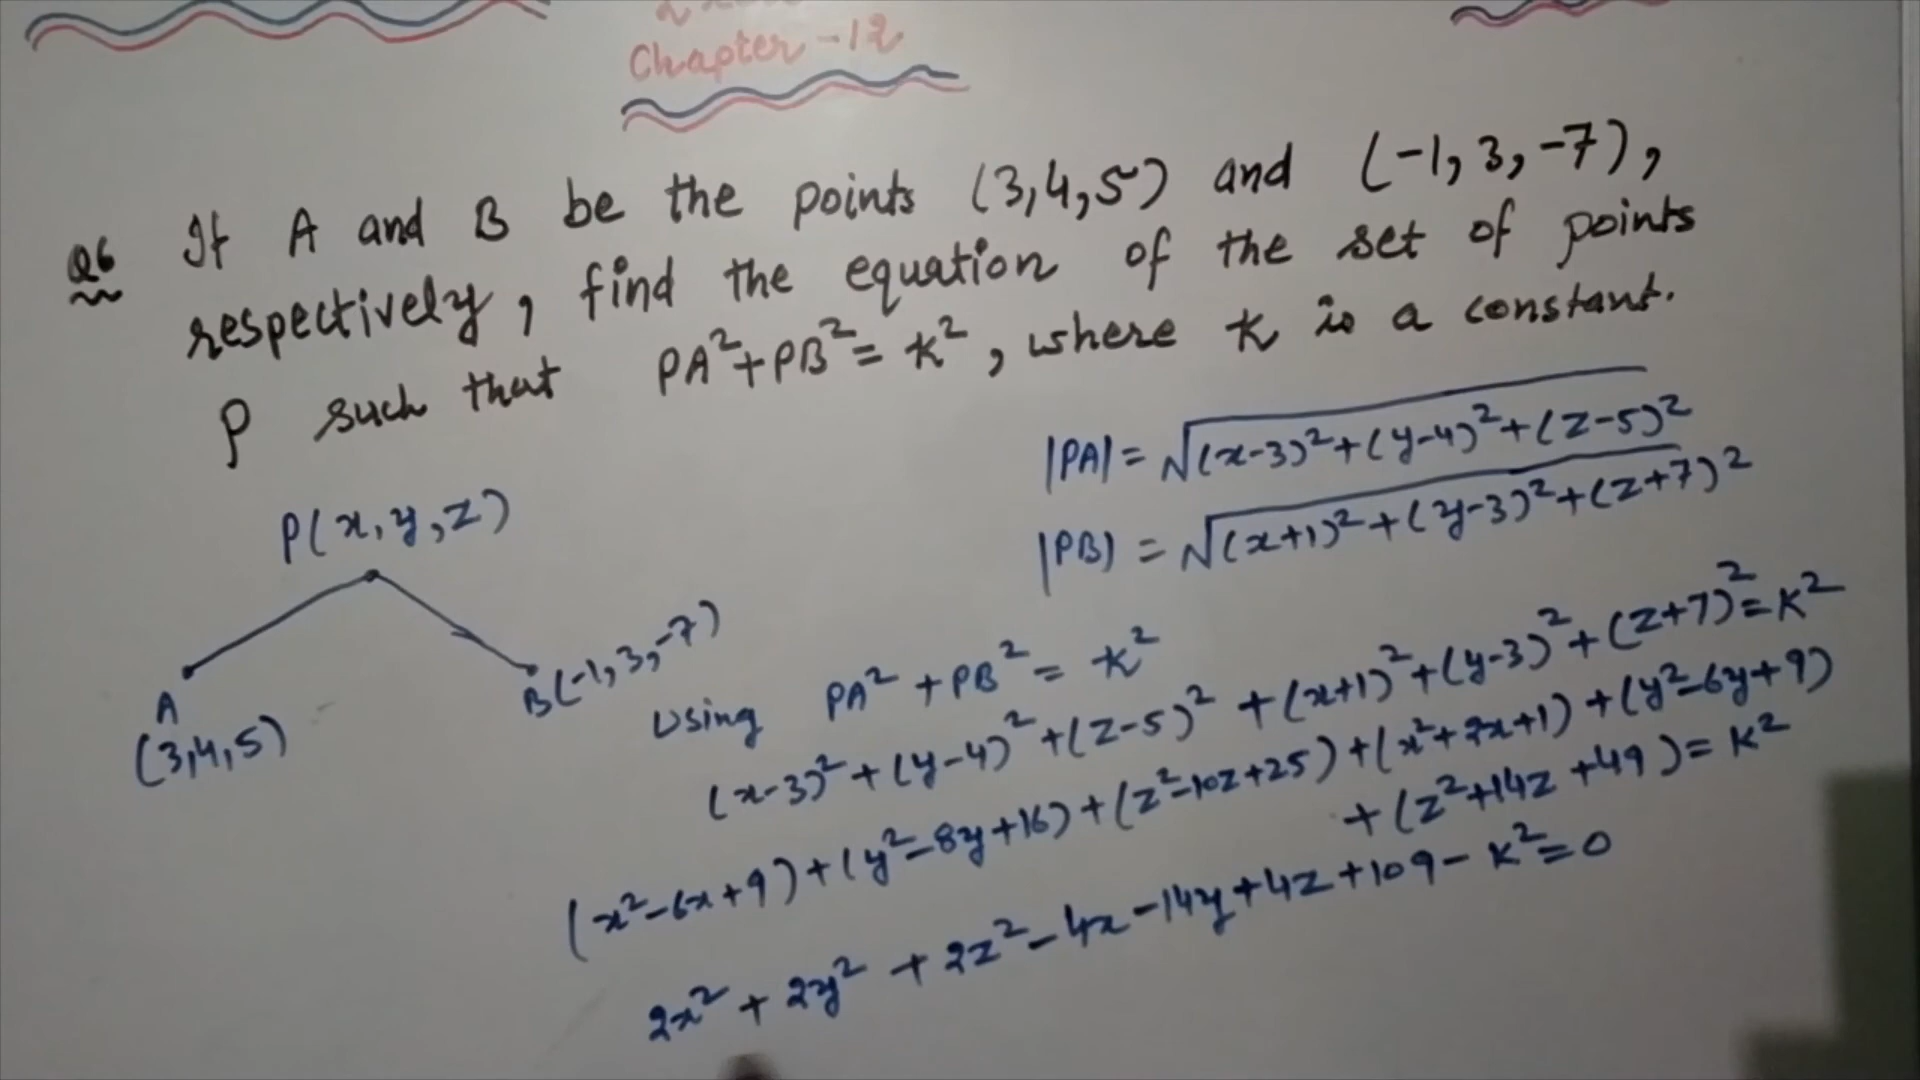 Chapter-12
Q6 If A and B be the points (3,4,5) and (-1,3,-7),
respectively, find the equation of the set of points
P such that PA²+PB²=K², where K is a constant.
|PA| = √(x-3)²+(y-4)²+(z-5)²
|PB| = √(x+1)²+(y-3)²+(z+7)²
P(x,y,z)
A
(3,4,5)
B(-1,3,-7)
Using PA²+PB² = K²
(x-3)²+(y-4)²+(z-5)²+(x+1)²+(y-3)²+(z+7)²=K²
(x²-6x+9)+(y²-8y+16)+(z²-10z+25)+(x²+2x+1)+(y²-6y+9)
+(z²+14z+49)=K²
2x²+2y²+2z²-4x-14y+4z+109-K²=0